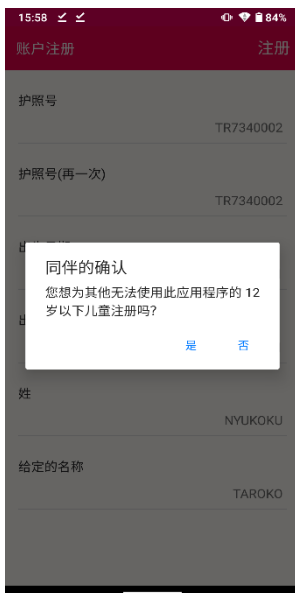 15:58
84%
账户注册
注册
护照号
TR7340002
护照号(再一次)
TR7340002
同伴的确认
您想为其他无法使用此应用程序的 12
岁以下儿童注册吗?
是
否
姓
NYUKOKU
给定的名称
TAROKO